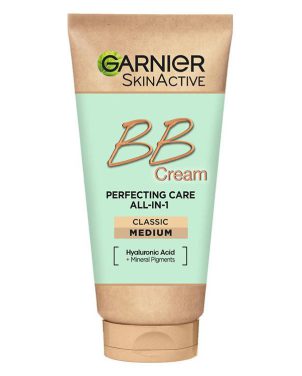 GARNIER
SKINACTIVE
BB
Cream
PERFECTING CARE
ALL-IN-1
CLASSIC
MEDIUM
Hyaluronic Acid
+ Mineral Pigments